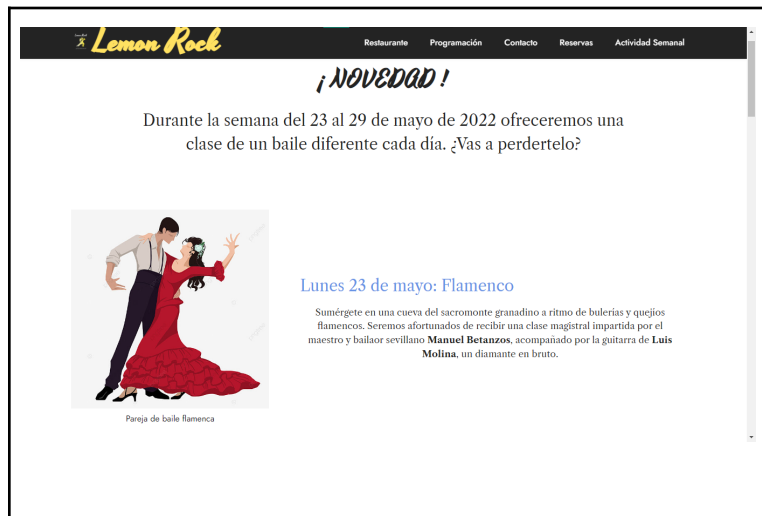 Lemon Rock
Restaurante Programación Contacto Reservas Actividad Semanal
¡ NOVEDAD !
Durante la semana del 23 al 29 de mayo de 2022 ofreceremos una
clase de un baile diferente cada día. ¿Vas a perdertelo?
Lunes 23 de mayo: Flamenco
Sumérgete en una cueva del sacromonte granadino a ritmo de bulerías y quejios
flamencos. Seremos afortunados de recibir una clase magistral impartida por el
maestro y bailaor sevillano Manuel Betanzos, acompañado por la guitarra de Luis
Molina, un diamante en bruto.
Pareja de baile flamenca